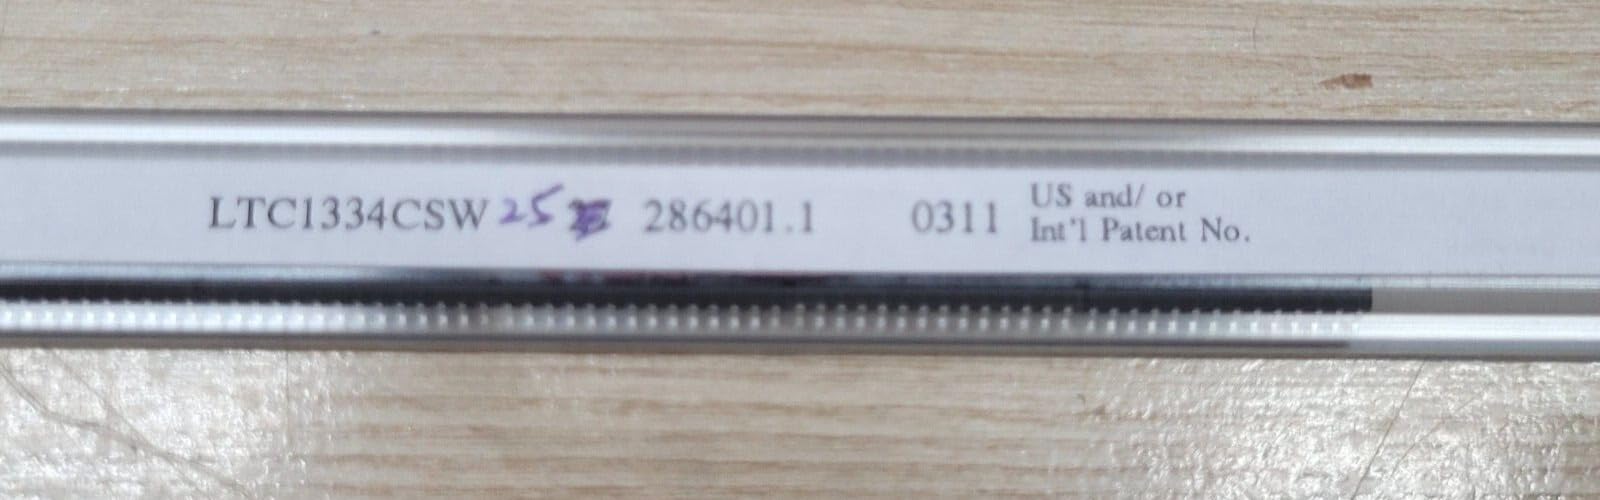 LTC1334CSW 25 286401.1 0311 US and/ or
Int'l Patent No.